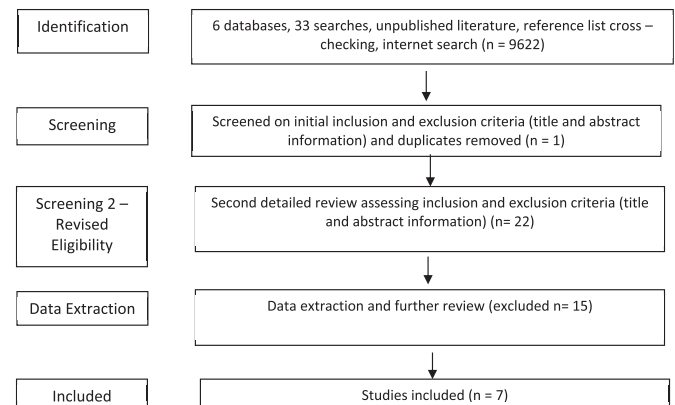 Identification
6 databases, 33 searches, unpublished literature, reference list cross –
checking, internet search (n = 9622)
Screening
Screened on initial inclusion and exclusion criteria (title and abstract
information) and duplicates removed (n = 1)
Screening 2 –
Revised
Eligibility
Second detailed review assessing inclusion and exclusion criteria (title
and abstract information) (n= 22)
Data Extraction
Data extraction and further review (excluded n= 15)
Included
Studies included (n = 7)